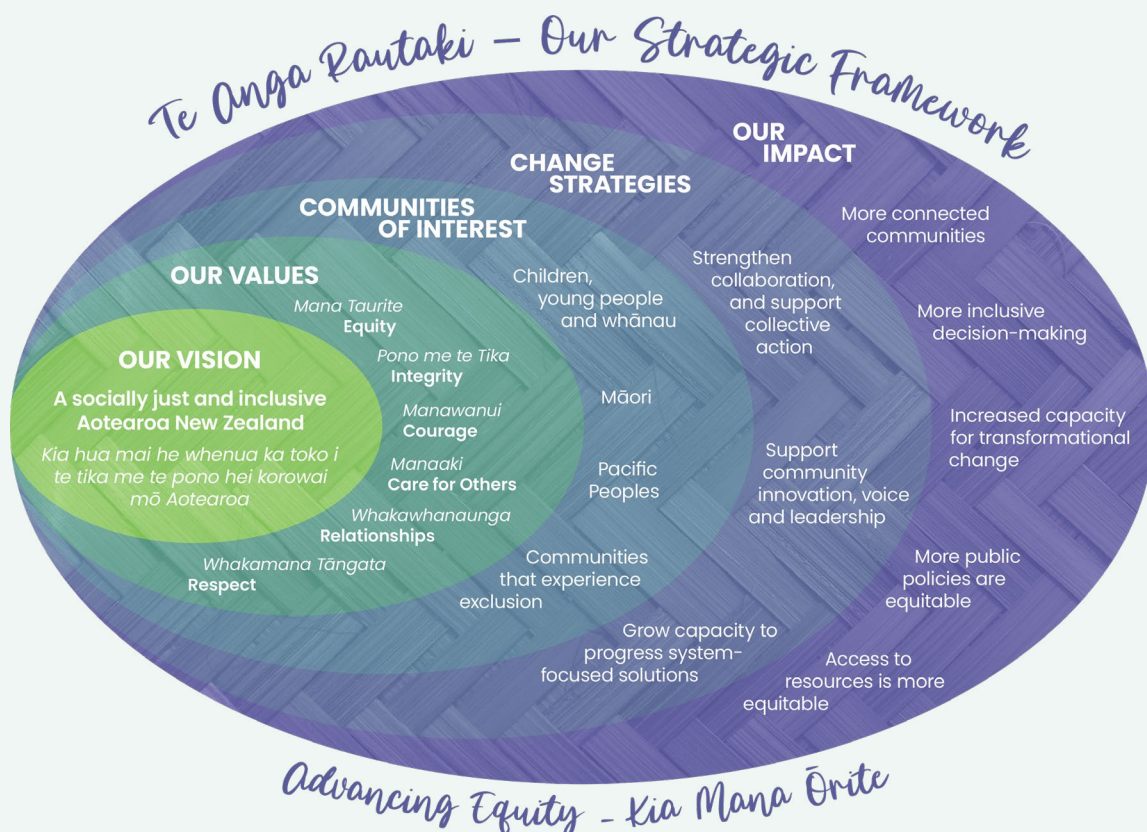 Te Anga Rautaki – Our Strategic Framework
OUR
IMPACT
CHANGE
STRATEGIES
COMMUNITIES
OF INTEREST
OUR VALUES
OUR VISION
A socially just and inclusive
Aotearoa New Zealand
Kia hua mai he whenua ka toko i
te tika me te pono hei korowai
mō Aotearoa
Mana Taurite
Equity
Pono me te Tika
Integrity
Manawanui
Courage
Manaaki
Care for Others
Whakawhanaunga
Relationships
Whakamana Tāngata
Respect
Children,
young people
and whānau
Māori
Pacific
Peoples
Communities
that experience
exclusion
Strengthen
collaboration,
and support
collective
action
Support
community
innovation, voice
and leadership
Grow capacity to
progress system-
focused solutions
More connected
communities
More inclusive
decision-making
Increased capacity
for transformational
change
More public
policies are
equitable
Access to
resources is more
equitable
Advancing Equity - Kia Mana Ōrite